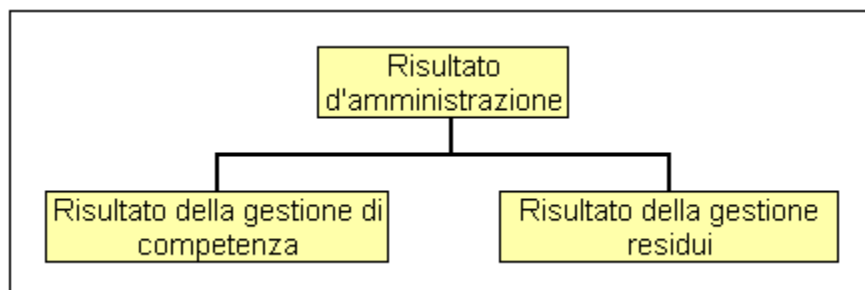 Risultato
d'amministrazione
Risultato della gestione di
competenza
Risultato della gestione
residui